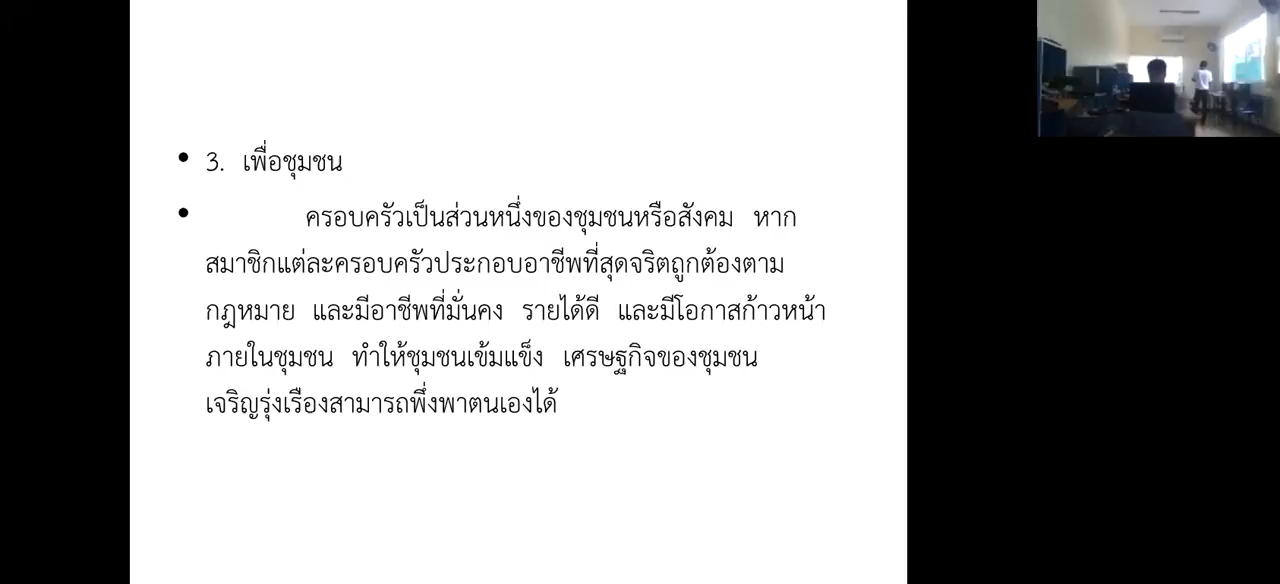 • 3. เพื่อชุมชน
• ครอบครัวเป็นส่วนหนึ่งของชุมชนหรือสังคม หาก
สมาชิกแต่ละครอบครัวประกอบอาชีพที่สุดจริตถูกต้องตาม
กฎหมาย และมีอาชีพที่มั่นคง รายได้ดี และมีโอกาสก้าวหน้า
ภายในชุมชน ทำให้ชุมชนเข้มแข็ง เศรษฐกิจของชุมชน
เจริญรุ่งเรืองสามารถพึ่งพาตนเองได้